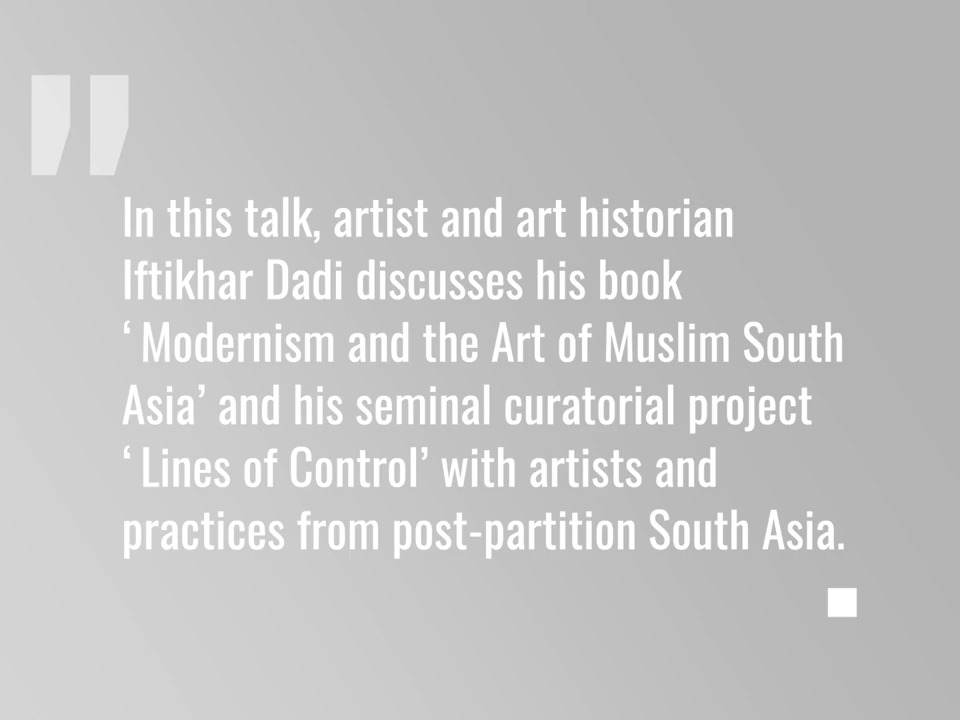 "
In this talk, artist and art historian
Iftikhar Dadi discusses his book
‘ Modernism and the Art of Muslim South
Asia’ and his seminal curatorial project
‘ Lines of Control’ with artists and
practices from post-partition South Asia.